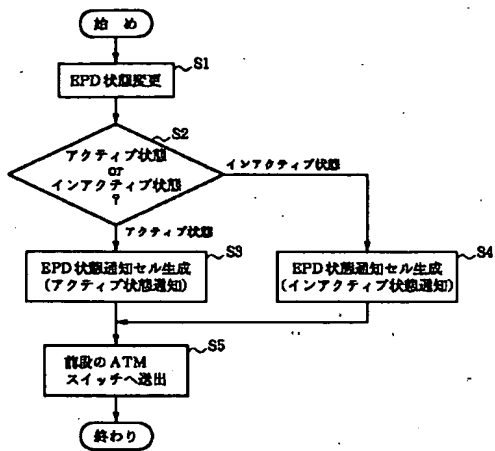 始め
EPD状態変更
S1
S2
アクティブ状態
or
インアクティブ状態
?
インアクティブ状態
アクティブ状態
S3
EPD状態通知セル生成
(アクティブ状態通知)
S4
EPD状態通知セル生成
(インアクティブ状態通知)
S5
前段のATM
スイッチへ送出
終わり